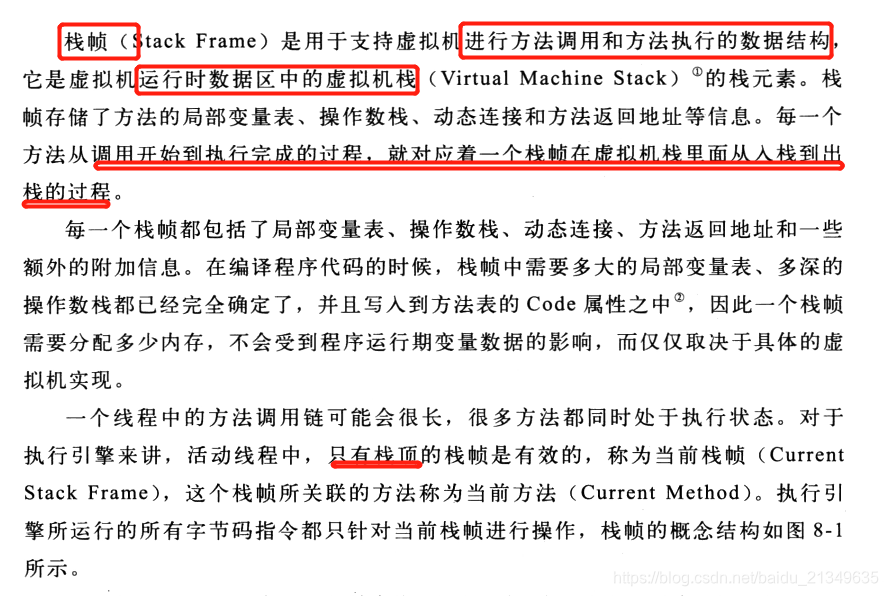 栈帧（Stack Frame）是用于支持虚拟机进行方法调用和方法执行的数据结构，
它是虚拟机运行时数据区中的虚拟机栈（Virtual Machine Stack）①的栈元素。栈
帧存储了方法的局部变量表、操作数栈、动态连接和方法返回地址等信息。每一个
方法从调用开始到执行完成的过程，就对应着一个栈帧在虚拟机栈里面从入栈到出
栈的过程。
每一个栈帧都包括了局部变量表、操作数栈、动态连接、方法返回地址和一些
额外的附加信息。在编译程序代码的时候，栈帧中需要多大的局部变量表、多深的
操作数栈都已经完全确定了，并且写入到方法表的 Code 属性之中②，因此一个栈帧
需要分配多少内存，不会受到程序运行期变量数据的影响，而仅仅取决于具体的虚
拟机实现。
一个线程中的方法调用链可能会很长，很多方法都同时处于执行状态。对于
执行引擎来讲，活动线程中，只有栈顶的栈帧是有效的，称为当前栈帧（Current
Stack Frame），这个栈帧所关联的方法称为当前方法（Current Method）。执行引
擎所运行的所有字节码指令都只针对当前栈帧进行操作，栈帧的概念结构如图 8-1
所示。
https://blog.csdn.net/baidu_21349635